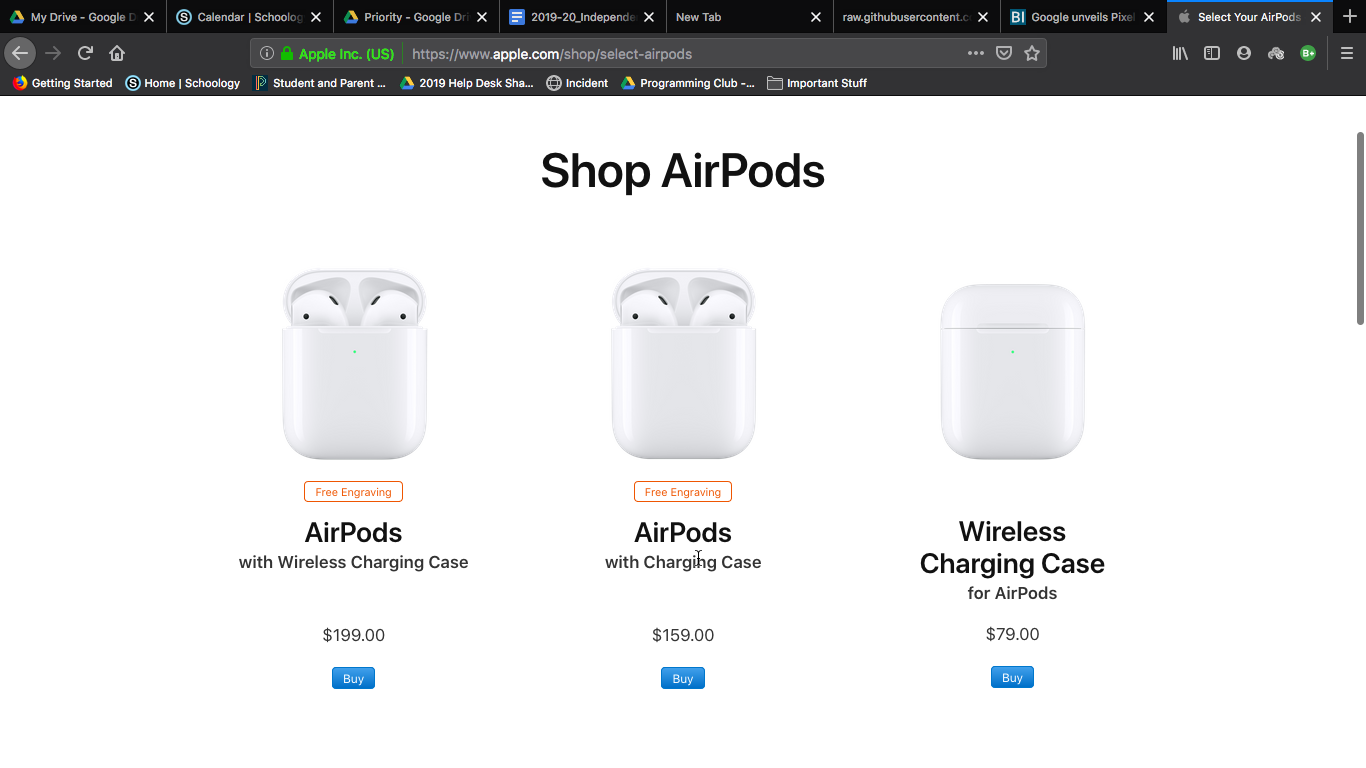 My Drive - Google D
Calendar | Schoolog
Priority - Google Dri
2019-20_Independe
New Tab
raw.githubusercontent.c
BI Google unveils Pixel
Select Your AirPods
Apple Inc. (US) https://www.apple.com/shop/select-airpods
B+
Getting Started
S Home | Schoology
Student and Parent ...
2019 Help Desk Sha...
Incident
Programming Club -...
Important Stuff
Shop AirPods
Free Engraving
AirPods
with Wireless Charging Case
$199.00
Buy
Free Engraving
AirPods
with Charging Case
$159.00
Buy
Wireless
Charging Case
for AirPods
$79.00
Buy